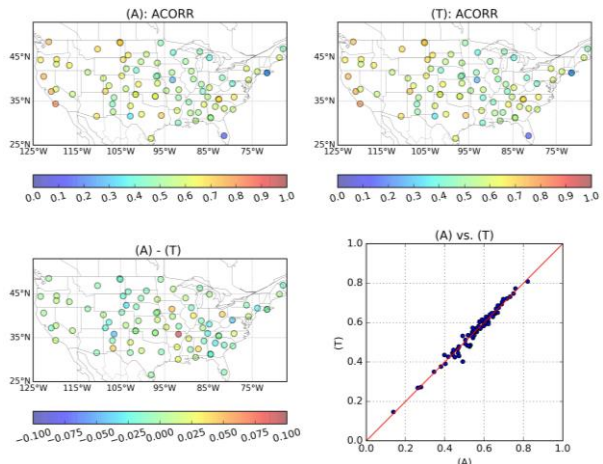 (A): ACORR
(T): ACORR
45°N
35°N
25°N
125°W 115°W 105°W 95°W 85°W 75°W
45°N
35°N
25°N
125°W 115°W 105°W 95°W 85°W 75°W
0.0 0.1 0.2 0.3 0.4 0.5 0.6 0.7 0.8 0.9 1.0
0.0 0.1 0.2 0.3 0.4 0.5 0.6 0.7 0.8 0.9 1.0
(A) - (T)
45°N
35°N
25°N
125°W 115°W 105°W 95°W 85°W 75°W
−0.100 −0.075 −0.050 −0.025 0.000 0.025 0.050 0.075 0.100
(A) vs. (T)
1.0
0.8
0.6
0.4
0.2
0.0
(T)
0.0 0.2 0.4 0.6 0.8 1.0
(A)